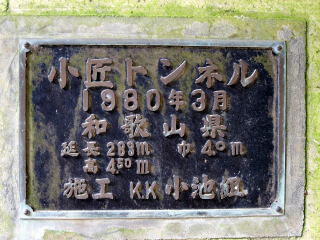 小匠トンネル
1980年3月
和歌山県
延長 283m. 巾 4.0m.
高 4.50m.
施工 K.K 小池組